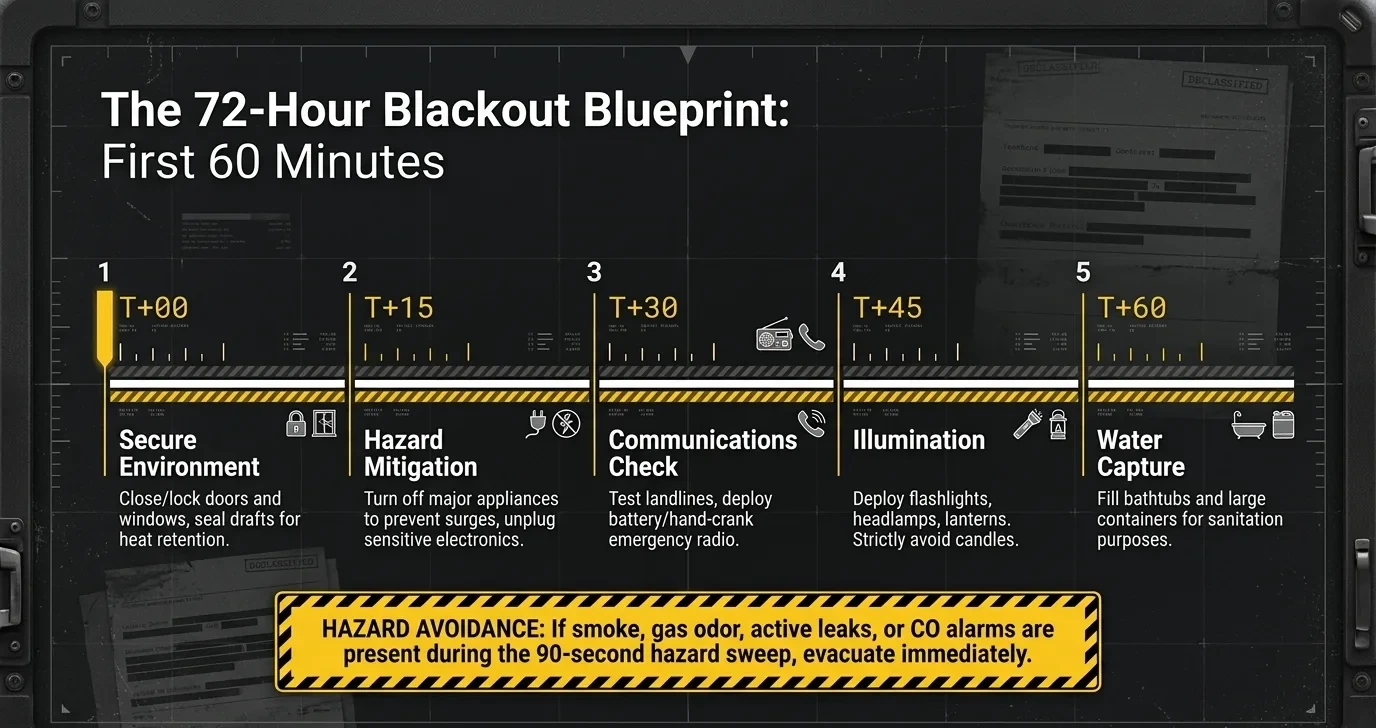 The 72-Hour Blackout Blueprint:
First 60 Minutes
DECLASSIFIED
DECLASSIFIED
1
T+00
Secure
Environment
Close/lock doors and
windows, seal drafts for
heat retention.
2
T+15
Hazard
Mitigation
Turn off major appliances
to prevent surges, unplug
sensitive electronics.
3
T+30
Communications
Check
Test landlines, deploy
battery/hand-crank
emergency radio.
4
T+45
Illumination
Deploy flashlights,
headlamps, lanterns.
Strictly avoid candles.
5
T+60
Water
Capture
Fill bathtubs and large
containers for sanitation
purposes.
HAZARD AVOIDANCE: If smoke, gas odor, active leaks, or CO alarms are
present during the 90-second hazard sweep, evacuate immediately.